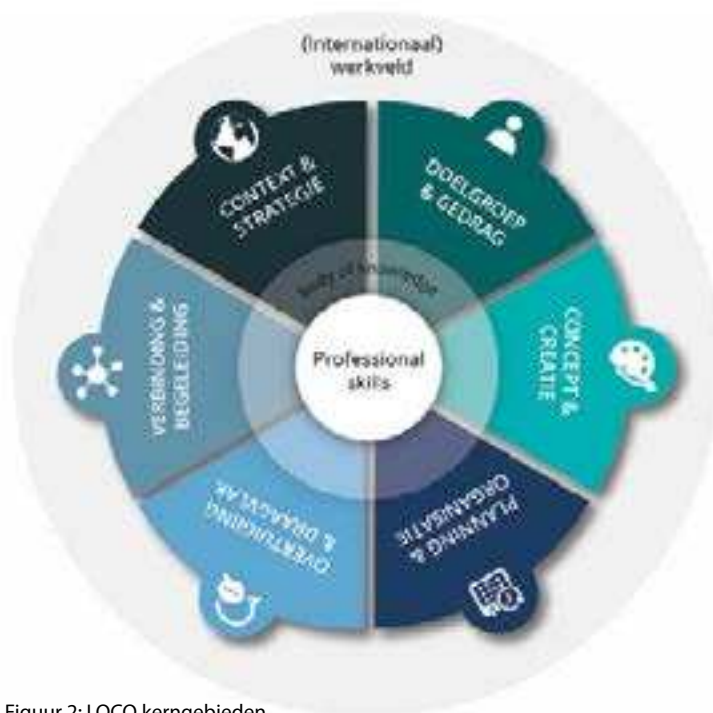 (Internationaal)
werkveld
CONTEXT &
STRATEGIE
DOELGROEP
& GEDRAG
CONCEPT &
CREATIE
PLANNING &
ORGANISATIE
OVERTUIGING
& DRAAGVLAK
VERBINDING &
BEGELEIDING
body of knowledge
Professional
skills
Figuur 2: LOCO kerngebieden